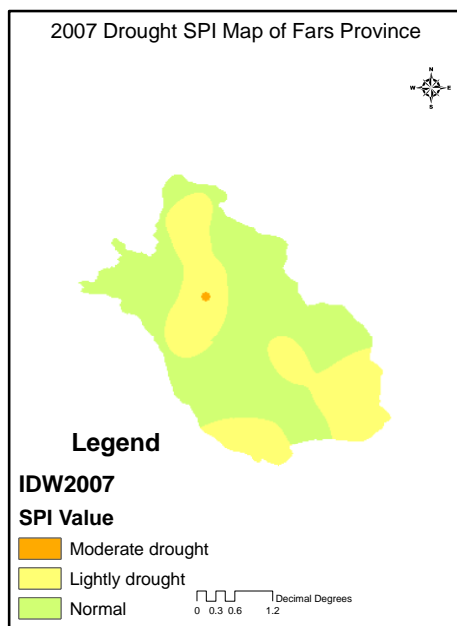 2007 Drought SPI Map of Fars Province
N
W E
S
Legend
IDW2007
SPI Value
Moderate drought
Lightly drought
Normal
Decimal Degrees
0 0.3 0.6 1.2